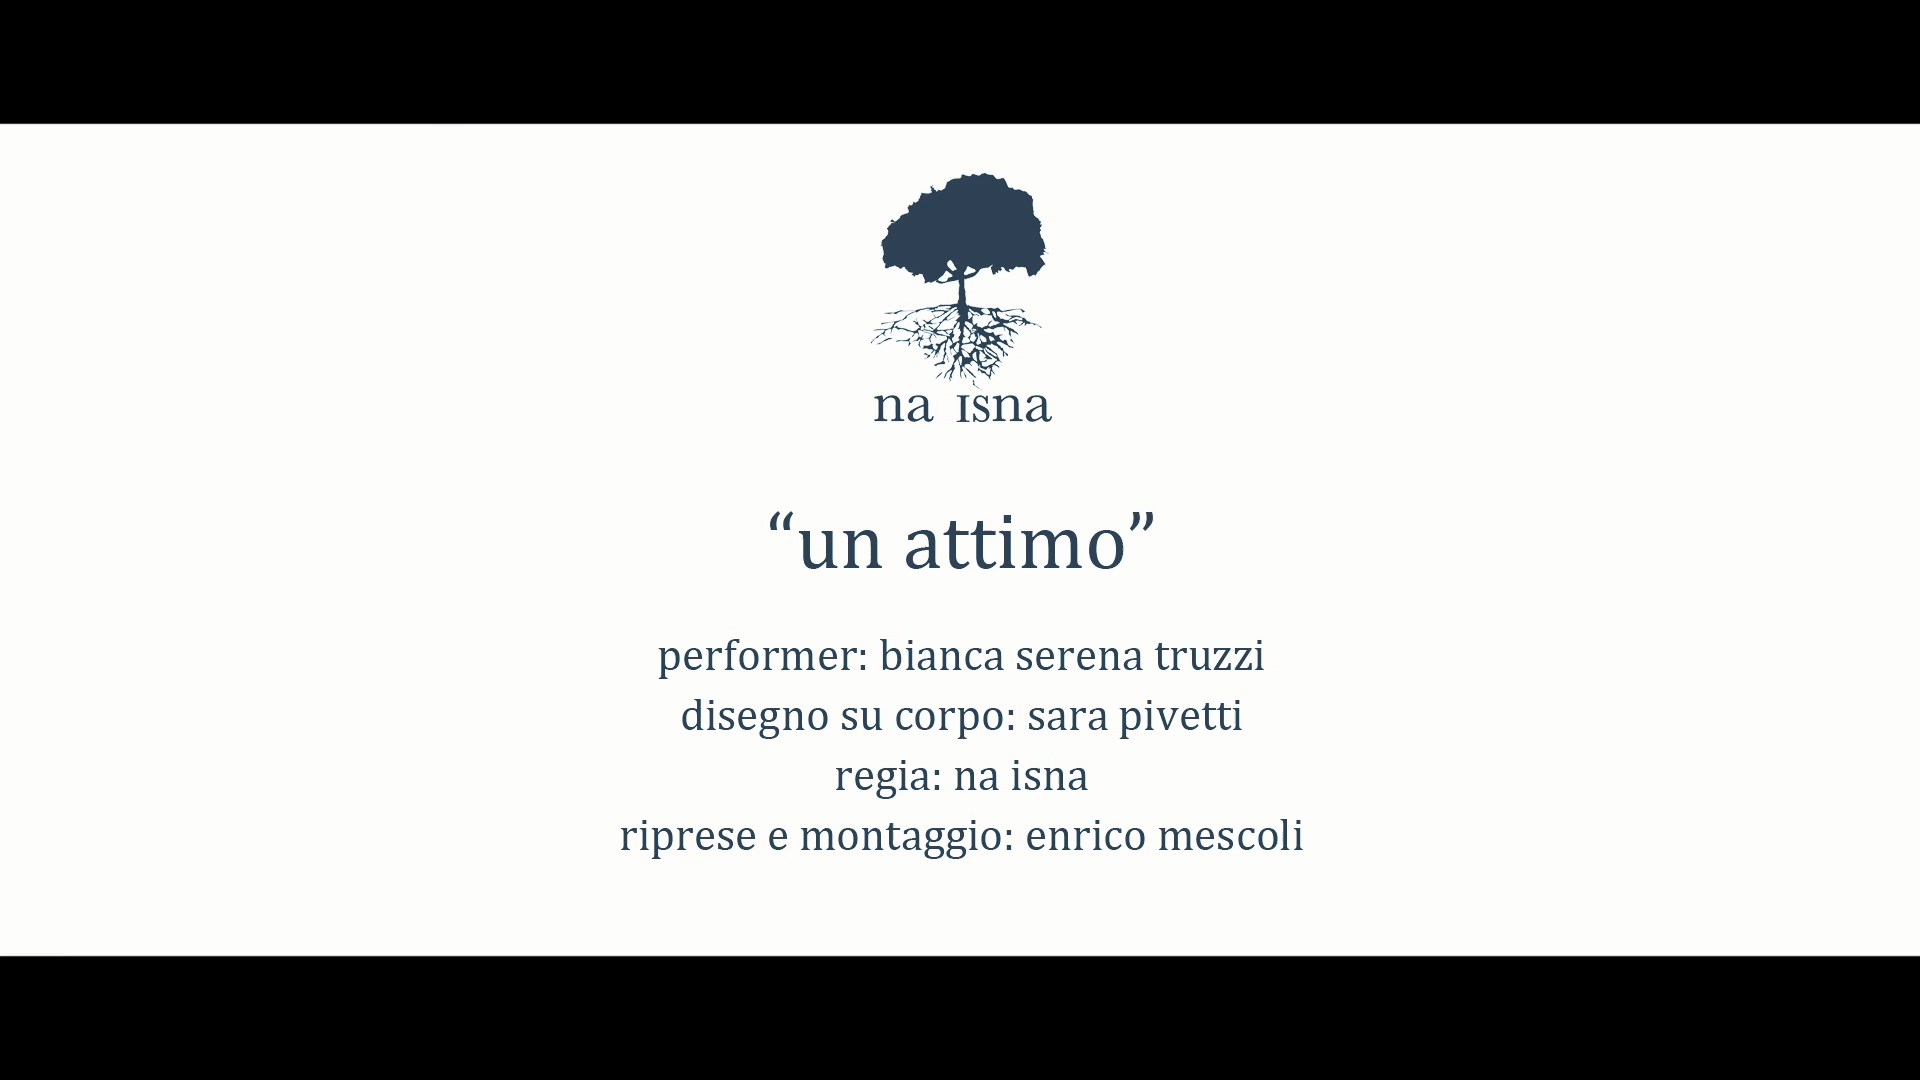 na ısna
“un attimo”
performer: bianca serena truzzi
disegno su corpo: sara pivetti
regia: na isna
riprese e montaggio: enrico mescoli